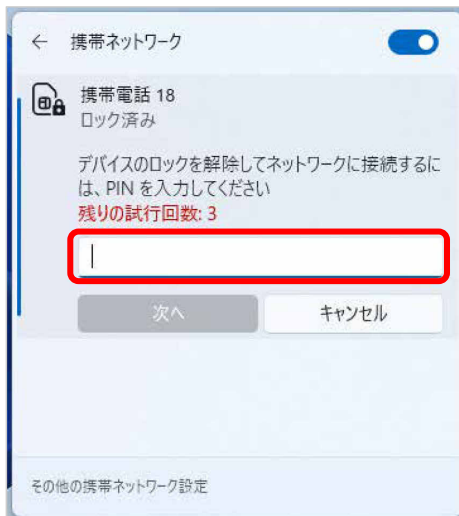 携帯ネットワーク
携帯電話 18
ロック済み
デバイスのロックを解除してネットワークに接続するに
は、PIN を入力してください
残りの試行回数: 3
次へ
キャンセル
その他の携帯ネットワーク設定